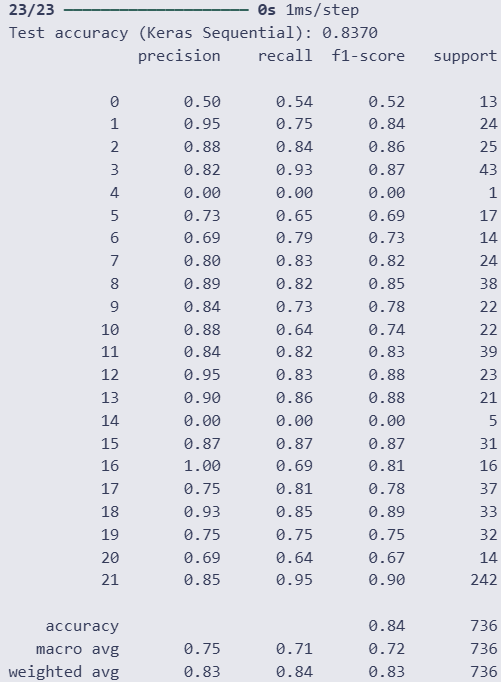 23/23 ━━━━━━━━━━━━━━━━━━━━ 0s 1ms/step
Test accuracy (Keras Sequential): 0.8370
precision recall f1-score support
0 0.50 0.54 0.52 13
1 0.95 0.75 0.84 24
2 0.88 0.84 0.86 25
3 0.82 0.93 0.87 43
4 0.00 0.00 0.00 1
5 0.73 0.65 0.69 17
6 0.69 0.79 0.73 14
7 0.80 0.83 0.82 24
8 0.89 0.82 0.85 38
9 0.84 0.73 0.78 22
10 0.88 0.64 0.74 22
11 0.84 0.82 0.83 39
12 0.95 0.83 0.88 23
13 0.90 0.86 0.88 21
14 0.00 0.00 0.00 5
15 0.87 0.87 0.87 31
16 1.00 0.69 0.81 16
17 0.75 0.81 0.78 37
18 0.93 0.85 0.89 33
19 0.75 0.75 0.75 32
20 0.69 0.64 0.67 14
21 0.85 0.95 0.90 242
accuracy 0.84 736
macro avg 0.75 0.71 0.72 736
weighted avg 0.83 0.84 0.83 736